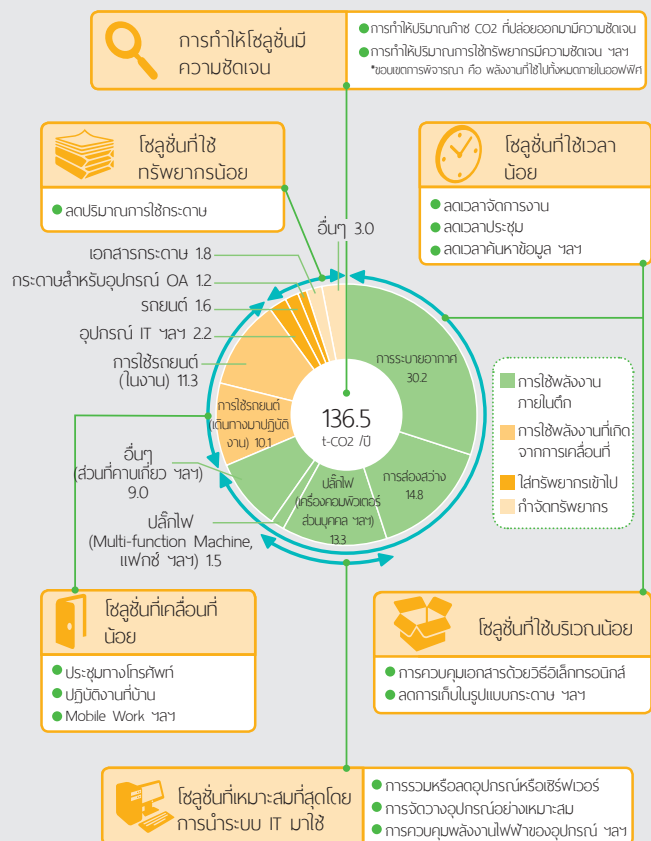 การทำให้โซลูชั่นมี
ความชัดเจน
การทำให้ปริมาณก๊าซ CO2 ที่ปล่อยออกมามีความชัดเจน
การทำให้ปริมาณการใช้ทรัพยากรมีความชัดเจน ฯลฯ
*ขอบเขตการพิจารณา คือ พลังงานที่ใช้ไปทั้งหมดภายในออฟฟิศ
โซลูชั่นที่ใช้
ทรัพยากรน้อย
ลดปริมาณการใช้กระดาษ
โซลูชั่นที่ใช้เวลา
น้อย
ลดเวลาจัดการงาน
ลดเวลาประชุม
ลดเวลาค้นหาข้อมูล ฯลฯ
อื่นๆ 3.0
เอกสารกระดาษ 1.8
กระดาษสำหรับอุปกรณ์ OA 1.2
รถยนต์ 1.6
อุปกรณ์ IT ฯลฯ 2.2
การใช้รถยนต์
(ในงาน) 11.3
การใช้รถยนต์
(เดินทางมาปฏิบัติ
งาน) 10.1
อื่นๆ
(ส่วนที่คาบเกี่ยว ฯลฯ)
9.0
ปลั๊กไฟ
(Multi-function Machine,
แฟกซ์ ฯลฯ) 1.5
การระบายอากาศ
30.2
136.5
t-CO2 /ปี
การส่องสว่าง
14.8
ปลั๊กไฟ
(เครื่องคอมพิวเตอร์
ส่วนบุคคล ฯลฯ)
13.3
การใช้พลังงาน
ภายในตึก
การใช้พลังงานที่เกิด
จากการเคลื่อนที่
ใส่ทรัพยากรเข้าไป
กำจัดทรัพยากร
โซลูชั่นที่เคลื่อนที่
น้อย
ประชุมทางโทรศัพท์
ปฏิบัติงานที่บ้าน
Mobile Work ฯลฯ
โซลูชั่นที่ใช้บริเวณน้อย
การควบคุมเอกสารด้วยวิธีอิเล็กทรอนิกส์
ลดการเก็บในรูปแบบกระดาษ ฯลฯ
โซลูชั่นที่เหมาะสมที่สุดโดย
การนำระบบ IT มาใช้
การรวมหรือลดอุปกรณ์หรือเซิร์ฟเวอร์
การจัดวางอุปกรณ์อย่างเหมาะสม
การควบคุมพลังงานไฟฟ้าของอุปกรณ์ ฯลฯ